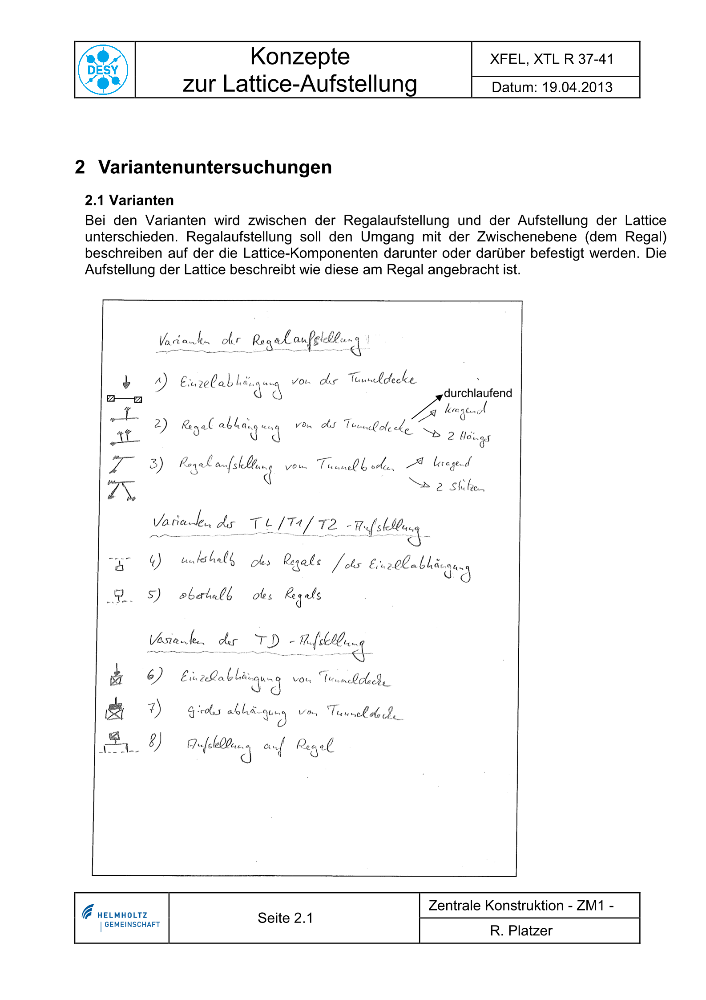 DESY
Konzepte
zur Lattice-Aufstellung
XFEL, XTL R 37-41
Datum: 19.04.2013
2 Variantenuntersuchungen
2.1 Varianten
Bei den Varianten wird zwischen der Regalaufstellung und der Aufstellung der Lattice
unterschieden. Regalaufstellung soll den Umgang mit der Zwischenebene (dem Regal)
beschreiben auf der die Lattice-Komponenten darunter oder darüber befestigt werden. Die
Aufstellung der Lattice beschreibt wie diese am Regal angebracht ist.
Varianten der Regalaufstellung
1) Einzelabhängung von der Tunneldecke
durchlaufend
kragend
2) Regalabhängung von der Tunneldecke
2 Hänger
3) Regalaufstellung vom Tunnelboden
kragend
2 Stützen
Varianten der TL/T1/T2-Aufstellung
4) unterhalb des Regals / der Einzellabhängung
5) oberhalb des Regals
Varianten der TD-Aufstellung
6) Einzelabhängung von Tunneldecke
7) Girderabhängung von Tunneldecke
8) Aufstellung auf Regal
HELMHOLTZ
GEMEINSCHAFT
Seite 2.1
Zentrale Konstruktion - ZM1 -
R. Platzer